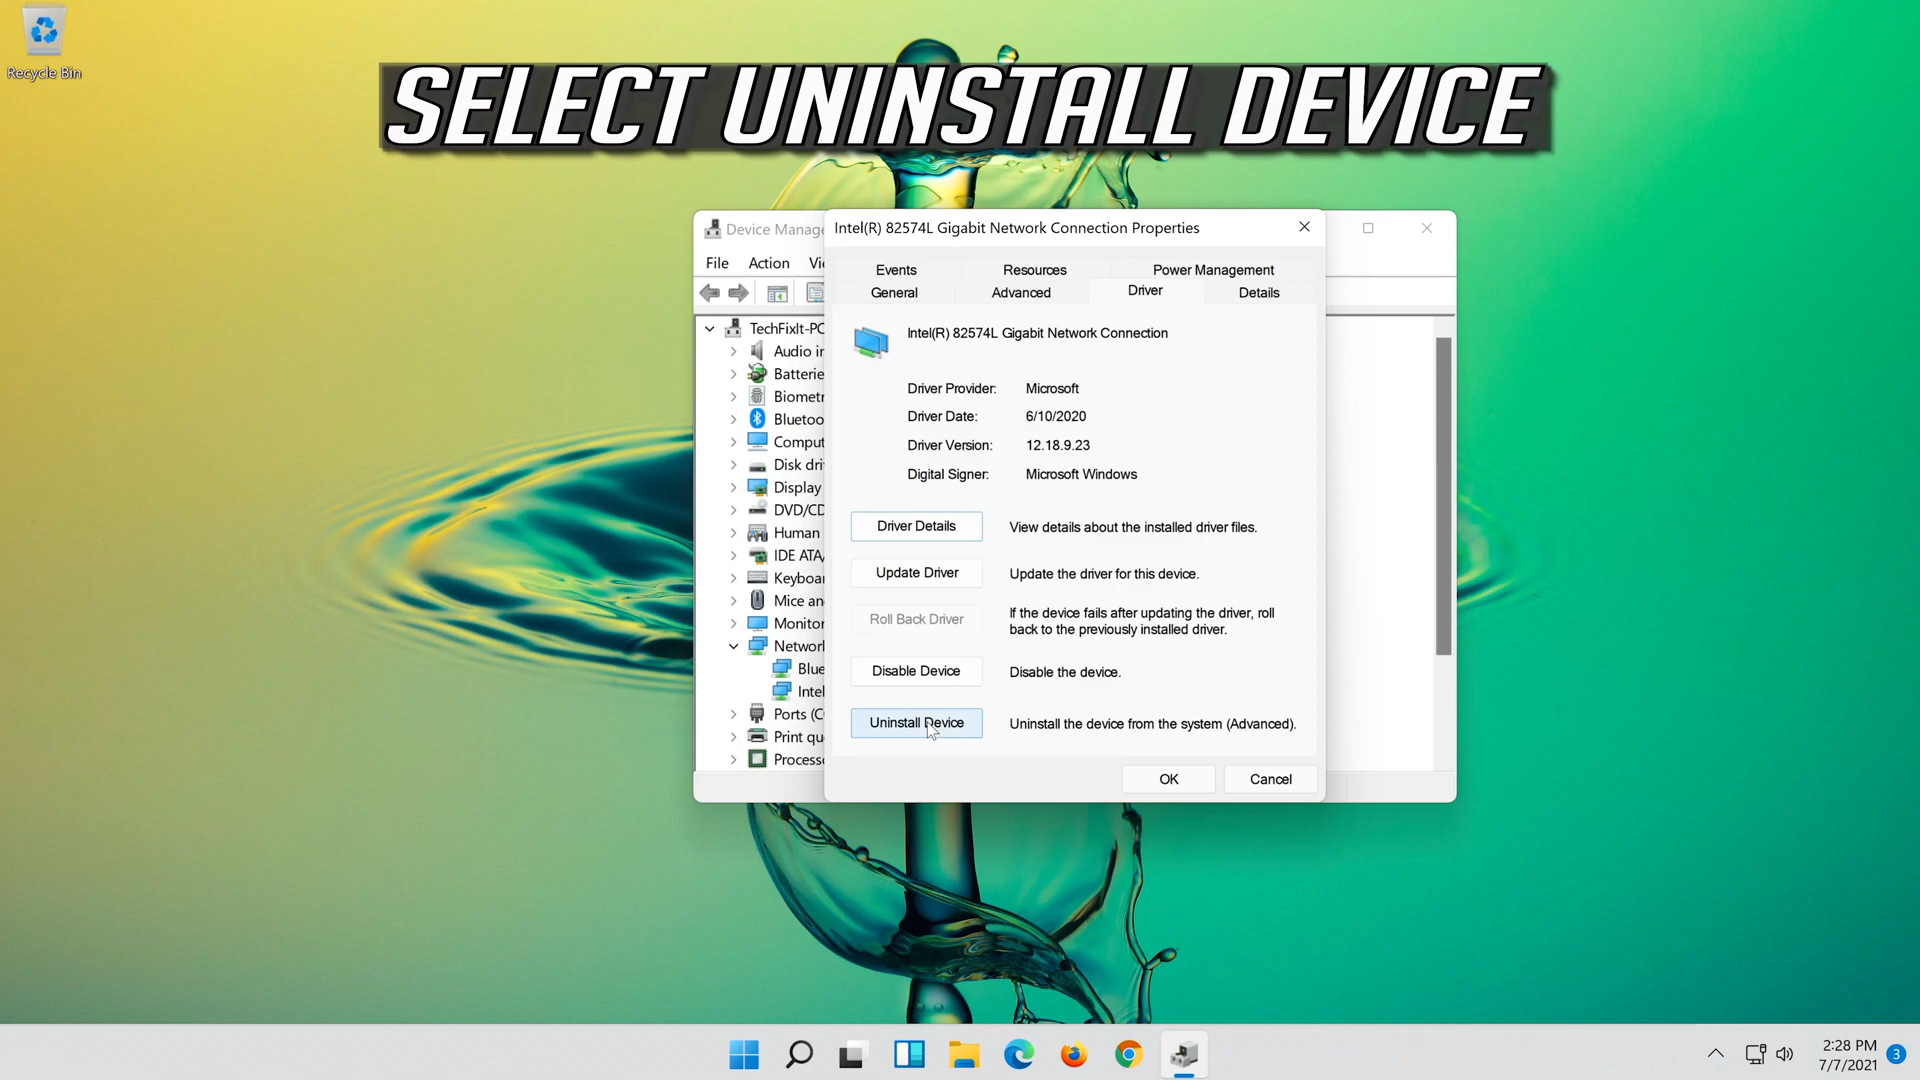 Recycle Bin
SELECT UNINSTALL DEVICE
Device Manage
Intel(R) 82574L Gigabit Network Connection Properties
File Action Vi
Events Resources Power Management
General Advanced Driver Details
TechFixIt-PC
Audio in
Batterie
Biometr
Bluetoo
Comput
Disk dri
Display
DVD/CD
Human
IDE ATA/
Keyboar
Mice an
Monitor
Network
Blue
Intel
Ports (C
Print qu
Processo
Intel(R) 82574L Gigabit Network Connection
Driver Provider: Microsoft
Driver Date: 6/10/2020
Driver Version: 12.18.9.23
Digital Signer: Microsoft Windows
Driver Details View details about the installed driver files.
Update Driver Update the driver for this device.
Roll Back Driver If the device fails after updating the driver, roll
back to the previously installed driver.
Disable Device Disable the device.
Uninstall Device Uninstall the device from the system (Advanced).
OK Cancel
2:28 PM
7/7/2021
3